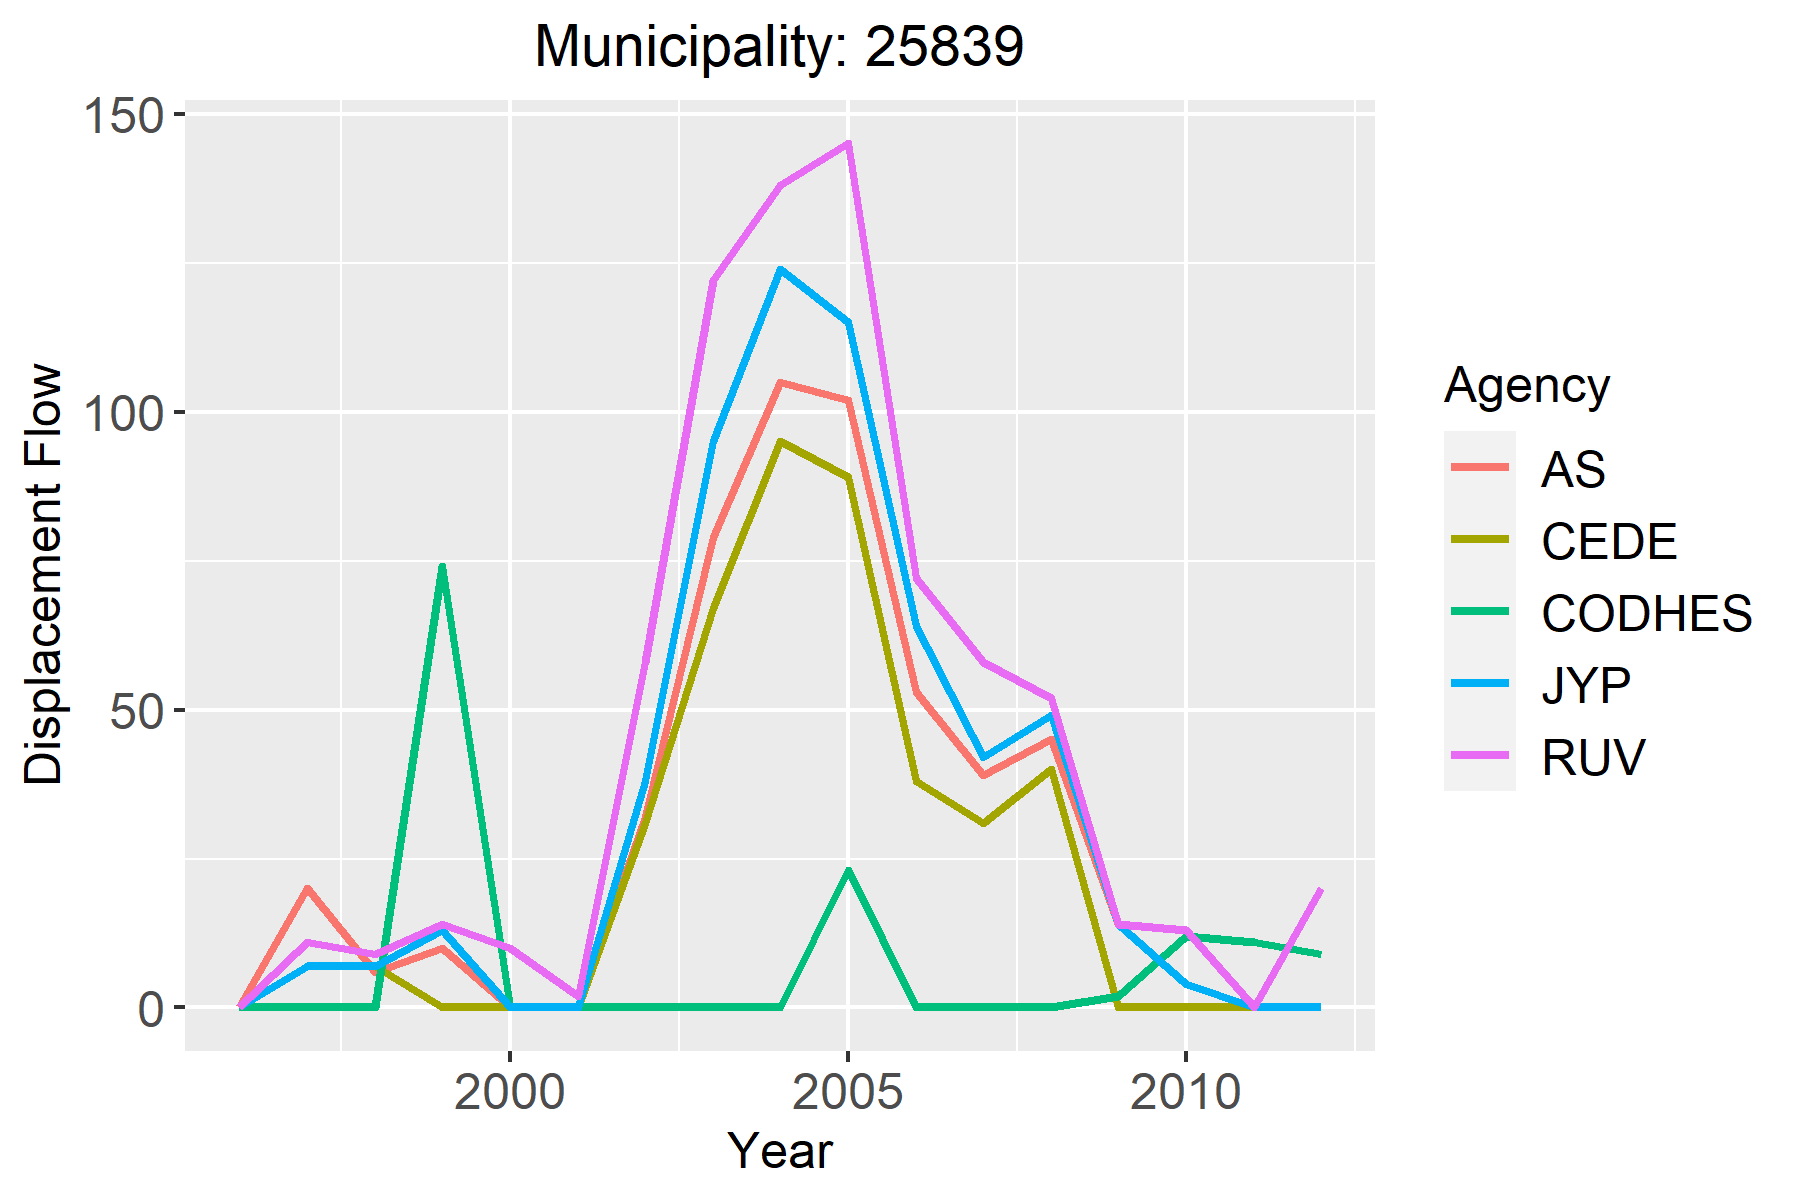 Municipality: 25839
150
100
50
0
Displacement Flow
2000 2005 2010
Year
Agency
AS
CEDE
CODHES
JYP
RUV